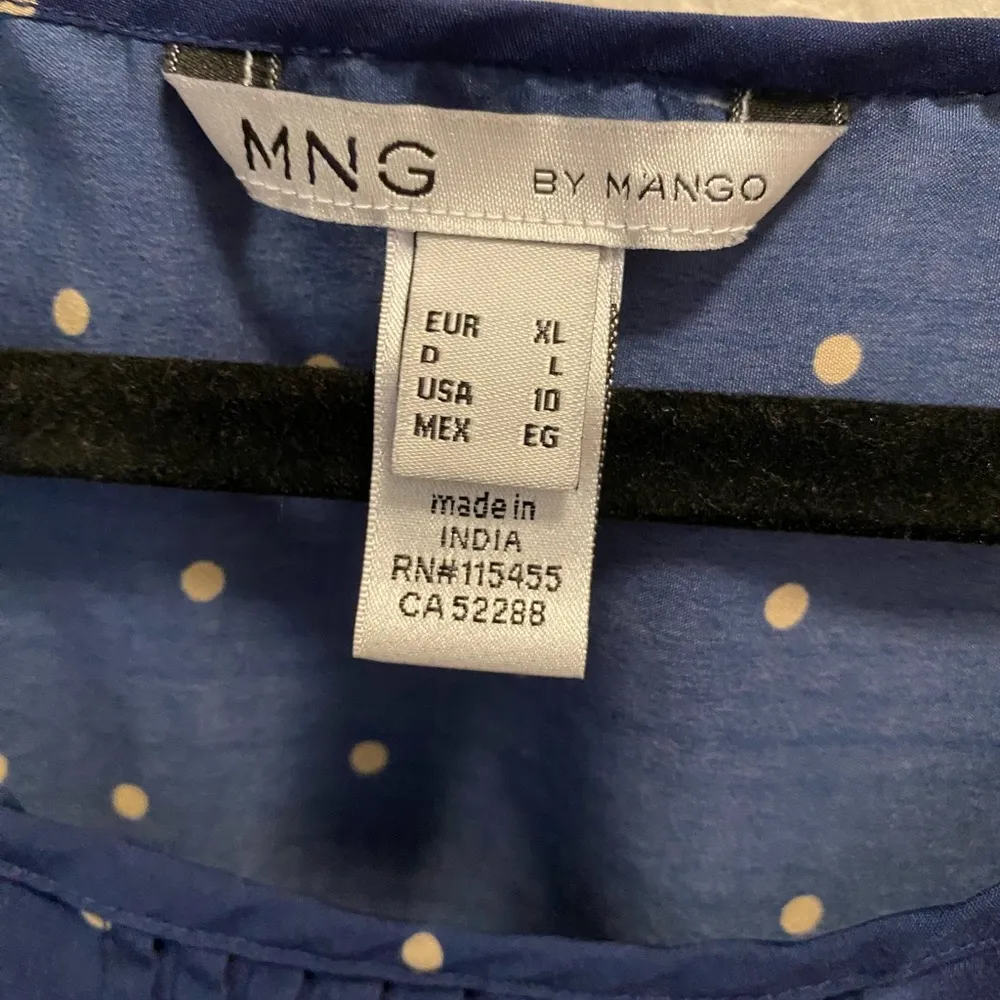 MNG BY MANGO
EUR XL
D L
USA 10
MEX EG
made in
INDIA
RN#115455
CA 52288